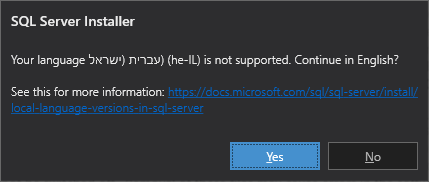 SQL Server Installer
Your language עברית (ישראל) (he-IL) is not supported. Continue in English?
See this for more information: https://docs.microsoft.com/sql/sql-server/install/
local-language-versions-in-sql-server
Yes
No